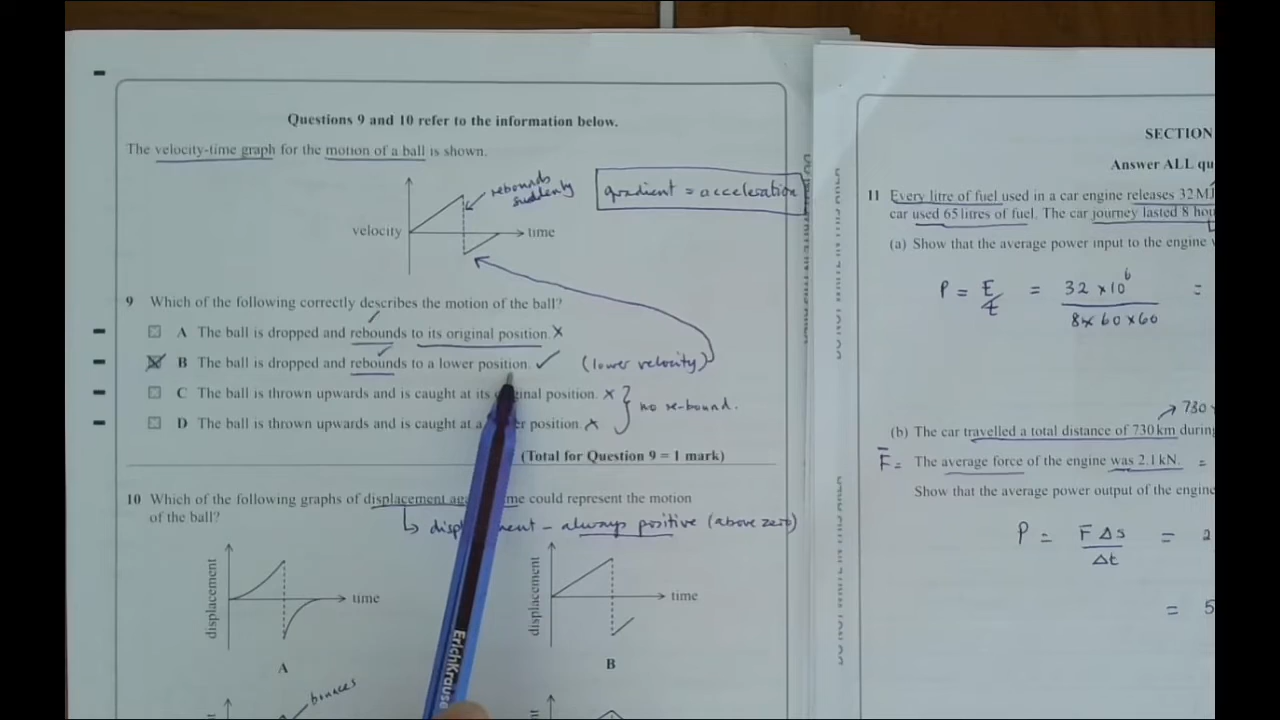 Questions 9 and 10 refer to the information below.
The velocity-time graph for the motion of a ball is shown.
rebounds
suddenly
gradient = acceleration
velocity
time
9 Which of the following correctly describes the motion of the ball?
A The ball is dropped and rebounds to its original position.
B The ball is dropped and rebounds to a lower position. (lower velocity)
C The ball is thrown upwards and is caught at its position.
D The ball is thrown upwards and is caught at a position.
no re-bound.
(Total for Question 9 = 1 mark)
10 Which of the following graphs of displacement could represent the motion
of the ball?
always positive (above zero)
displacement
time
A
displacement
time
B
bounces
ErichKrause
SECTION
Answer ALL
11 Every litre of fuel used in a car engine releases 32 MJ
car used 65 litres of fuel. The car journey lasted 8
(a) Show that the average power input to the engine
P = E/t = 32 × 10⁶ / 8 × 60 × 60 =
730
(b) The car travelled a total distance of 730 km
F̄ = The average force of the engine was 2.1 kN. =
Show that the average power output of the engine
P = FΔs / Δt = 2
= 5